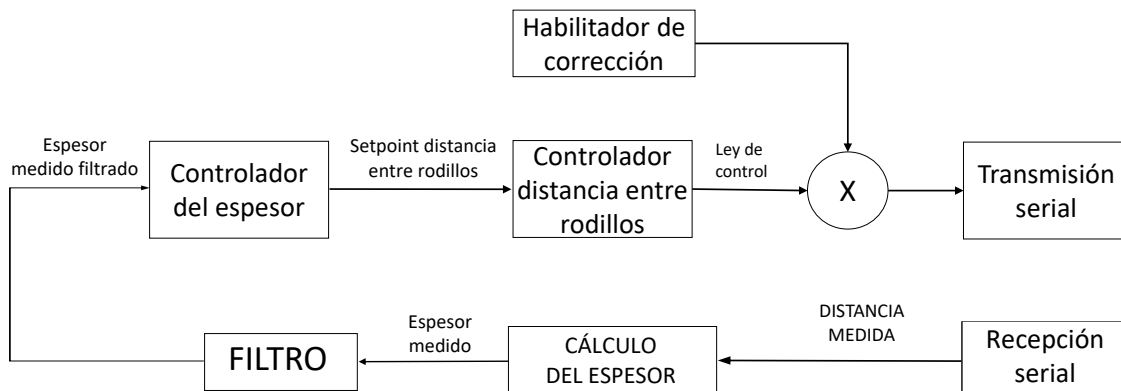 Habilitador de
corrección
Espesor
medido filtrado
Controlador
del espesor
Setpoint distancia
entre rodillos
Controlador
distancia entre
rodillos
Ley de
control
X
Transmisión
serial
FILTRO
Espesor
medido
CÁLCULO
DEL ESPESOR
DISTANCIA
MEDIDA
Recepción
serial